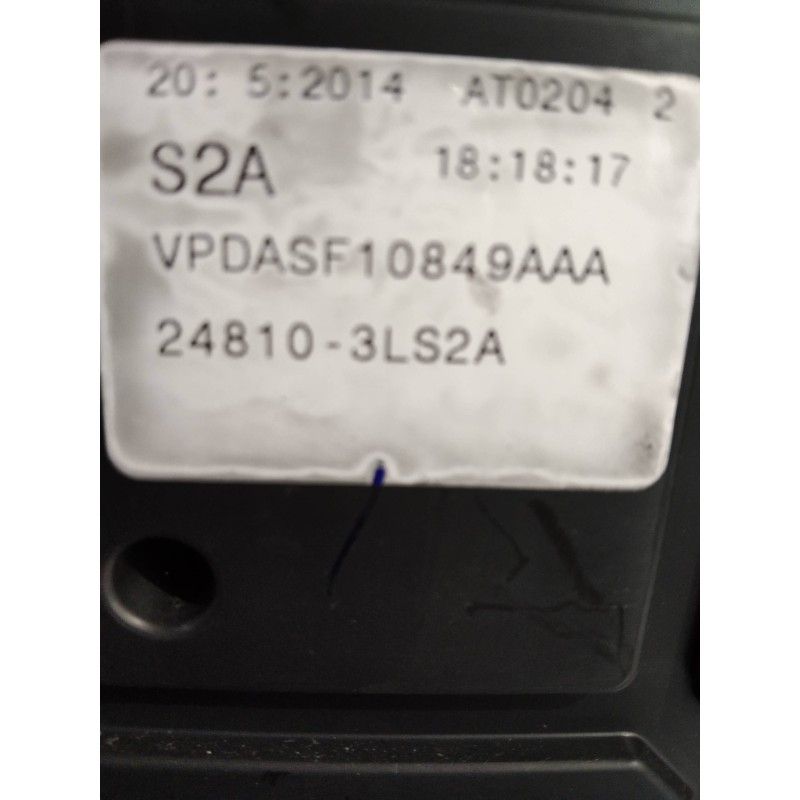 20: 5:2014 AT0204 2
S2A 18:18:17
VPDASF10849AAA
24810-3LS2A